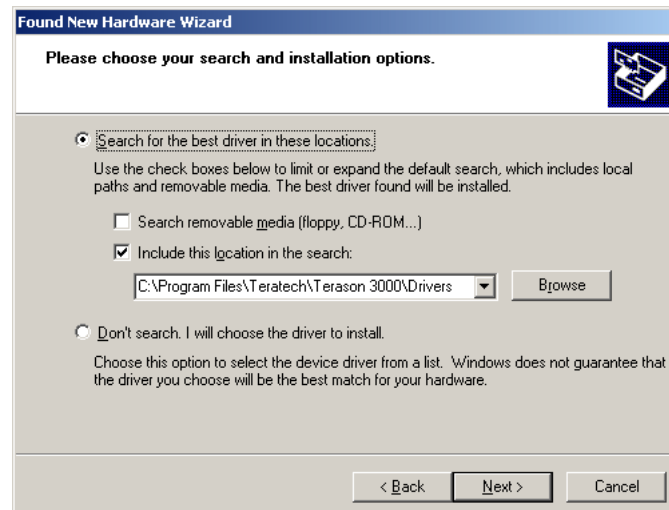 Found New Hardware Wizard
Please choose your search and installation options.
Search for the best driver in these locations.
Use the check boxes below to limit or expand the default search, which includes local
paths and removable media. The best driver found will be installed.
Search removable media (floppy, CD-ROM...)
Include this location in the search:
C:\Program Files\Teratech\Terason 3000\Drivers
Browse
Don't search. I will choose the driver to install.
Choose this option to select the device driver from a list. Windows does not guarantee that
the driver you choose will be the best match for your hardware.
< Back
Next >
Cancel